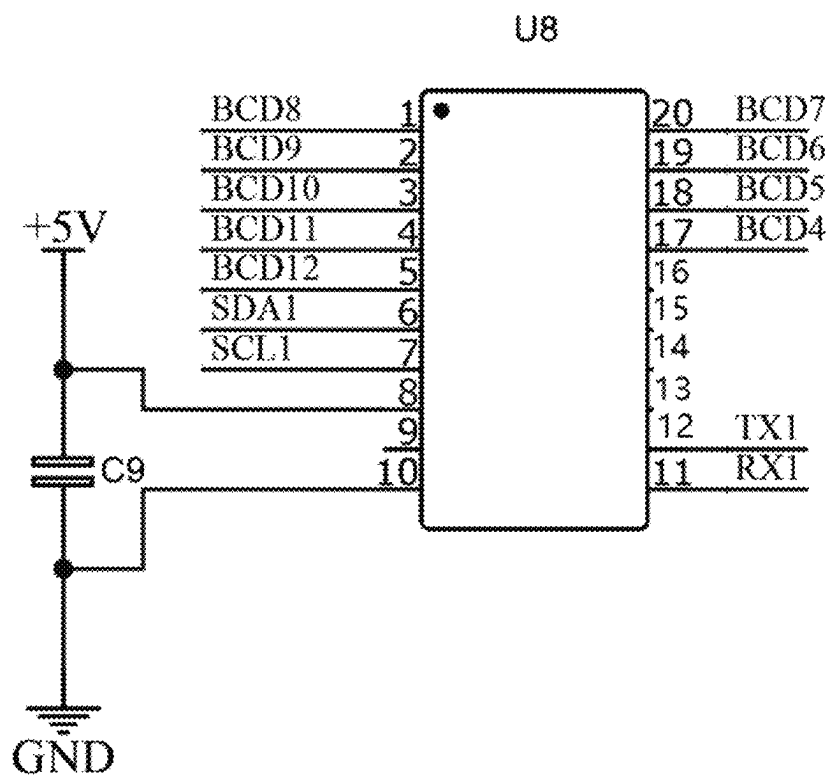 U8
BCD8 1 20 BCD7
BCD9 2 19 BCD6
BCD10 3 18 BCD5
BCD11 4 17 BCD4
+5V
BCD12 5 16
SDA1 6 15
SCL1 7 14
8 13
9 12 TX1
C9 10 11 RX1
GND